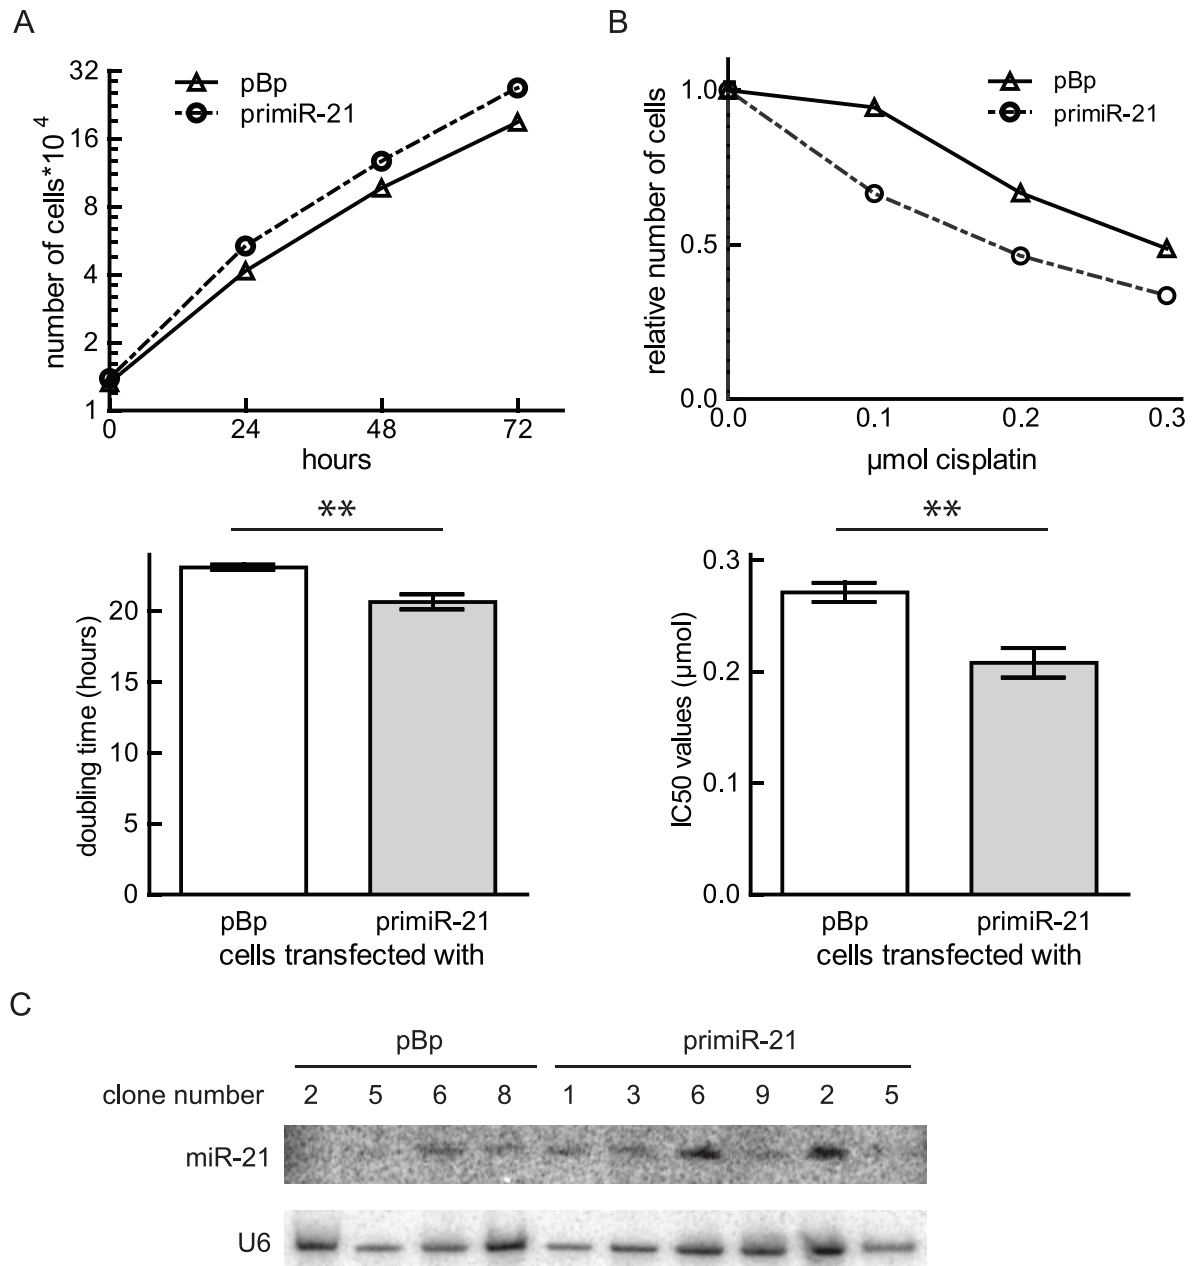 A
number of cells*10^4
32
16
8
4
2
1
pBp
primiR-21
0 24 48 72
hours
**
doubling time (hours)
20
15
10
5
0
pBp primiR-21
cells transfected with
B
relative number of cells
1.0
0.5
0.0
pBp
primiR-21
0.0 0.1 0.2 0.3
µmol cisplatin
**
IC50 values (µmol)
0.3
0.2
0.1
0.0
pBp primiR-21
cells transfected with
C
pBp primiR-21
clone number 2 5 6 8 1 3 6 9 2 5
miR-21
U6